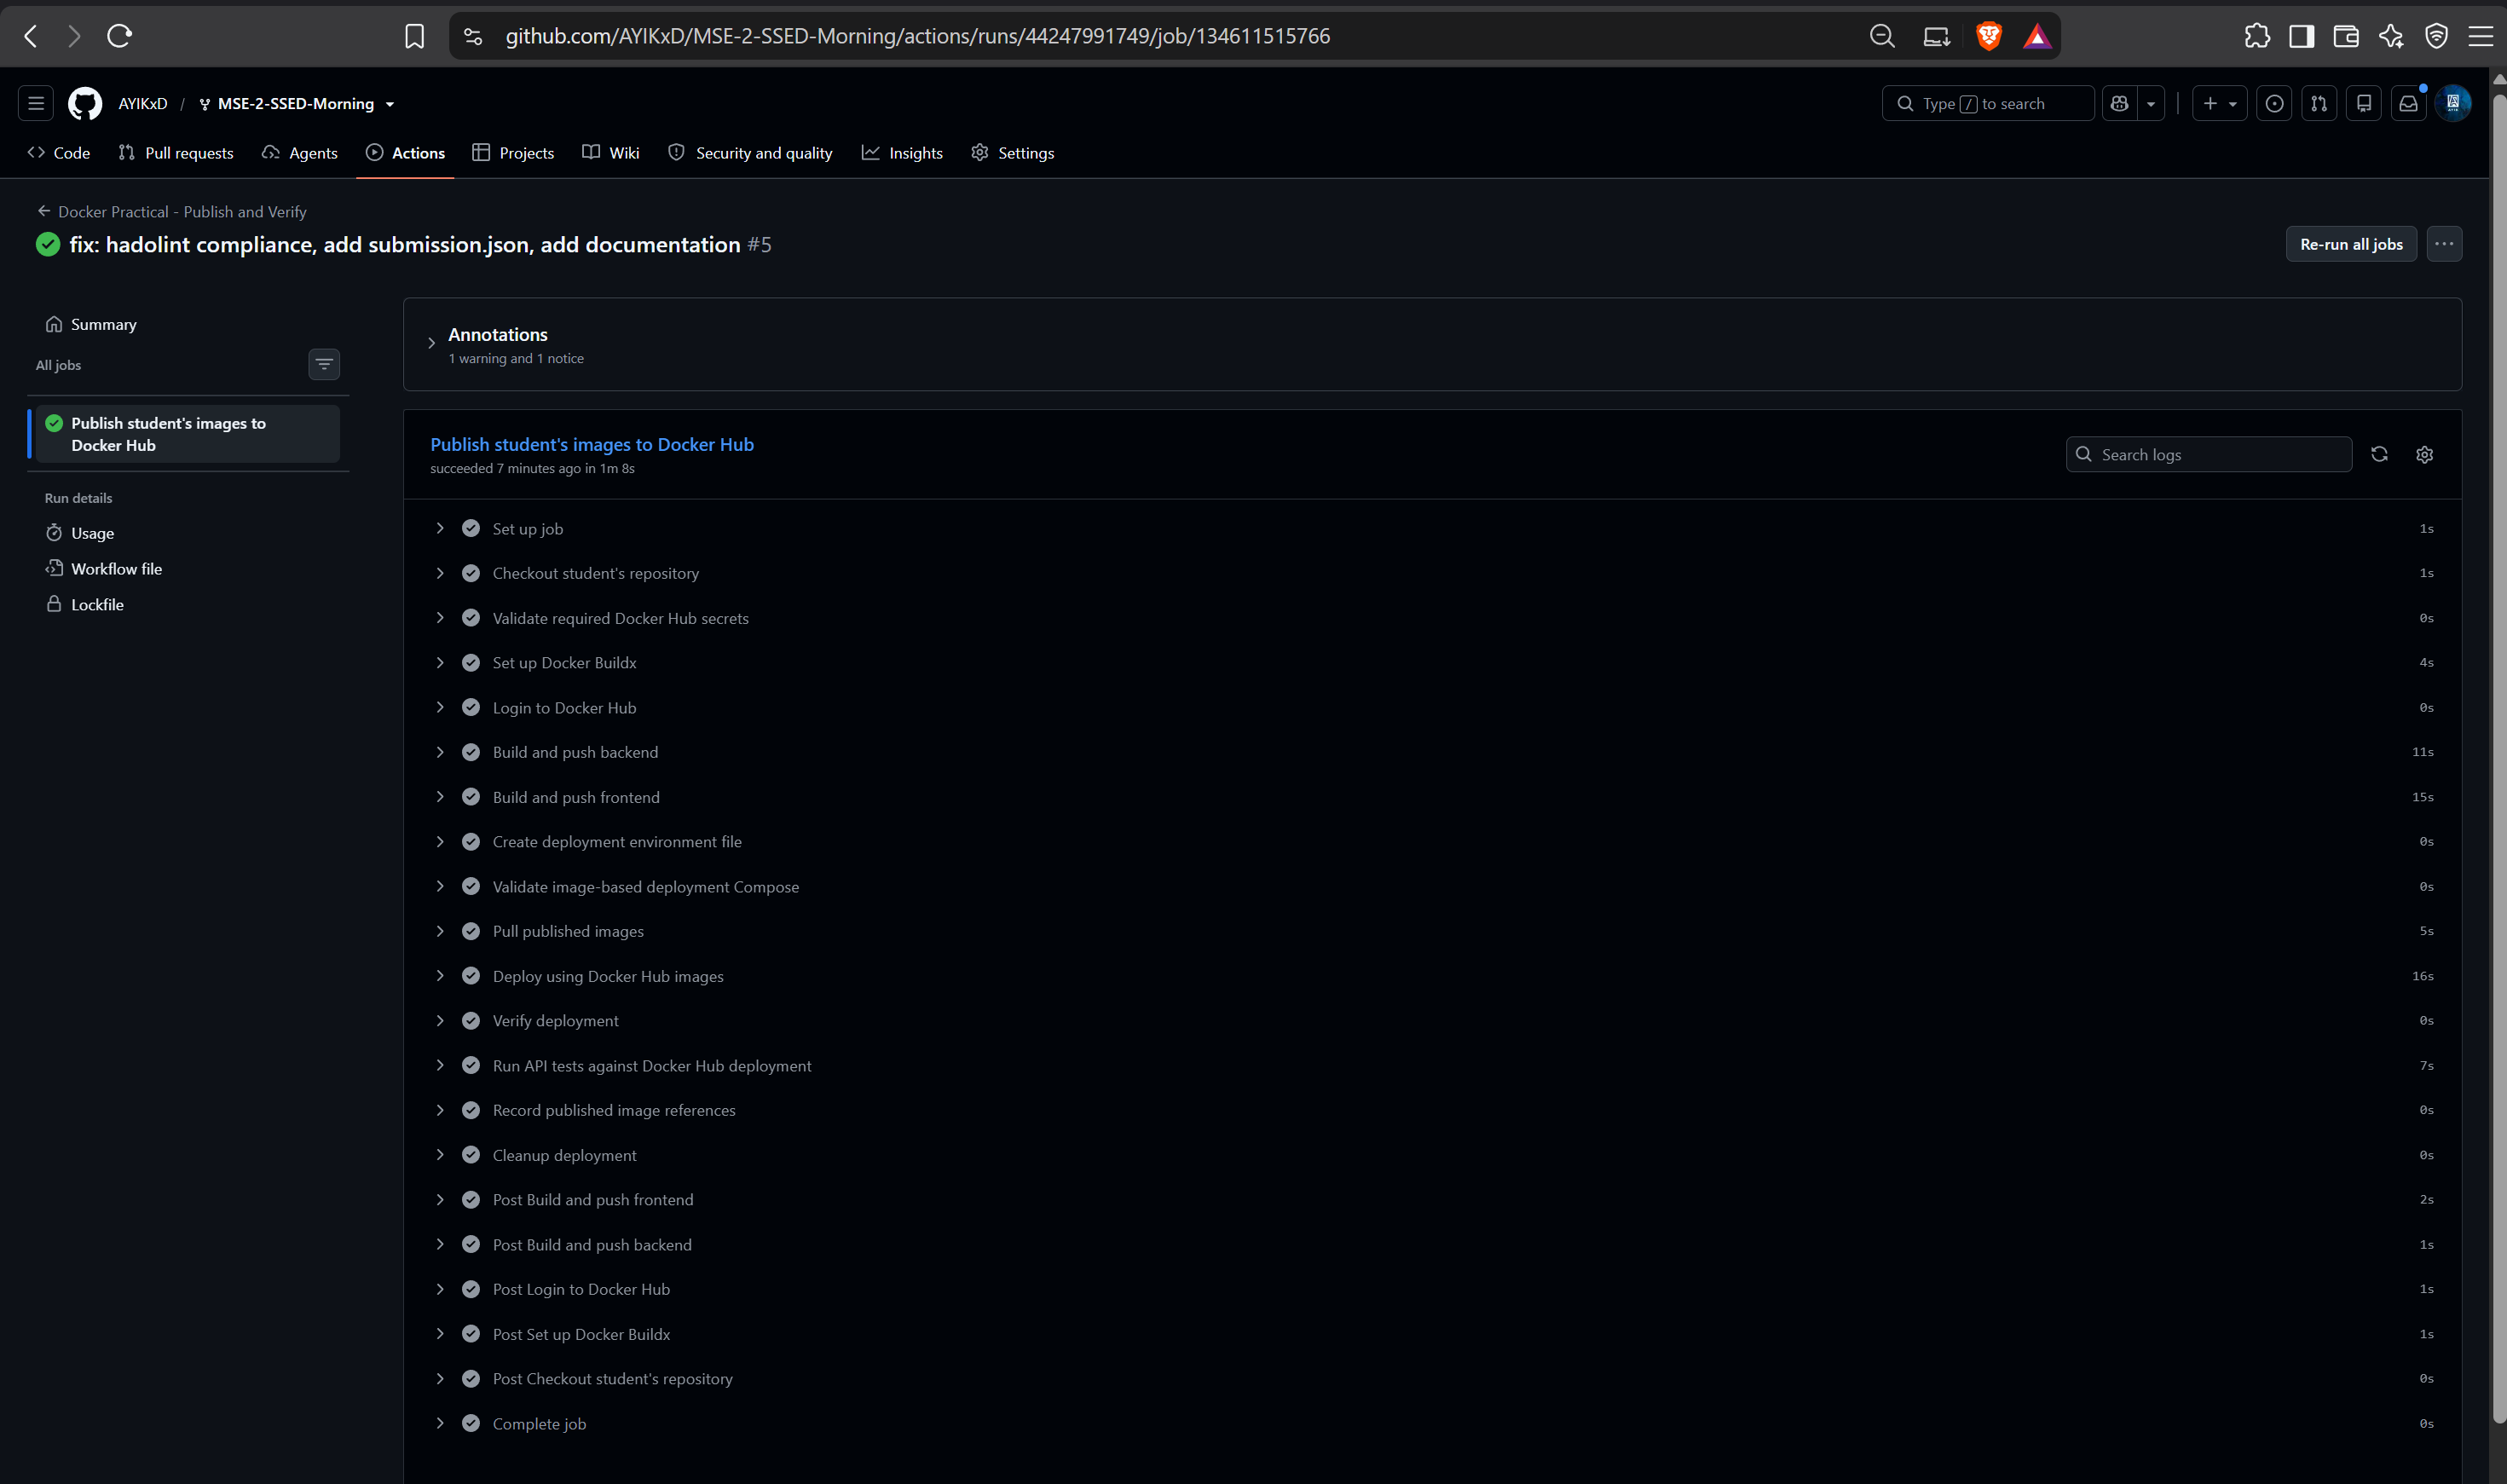 github.com/AYIKxD/MSE-2-SSED-Morning/actions/runs/44247991749/job/134611515766
AYIKxD / MSE-2-SSED-Morning
Type / to search
Code
Pull requests
Agents
Actions
Projects
Wiki
Security and quality
Insights
Settings
Docker Practical - Publish and Verify
fix: hadolint compliance, add submission.json, add documentation #5
Re-run all jobs
Summary
All jobs
Publish student's images to
Docker Hub
Run details
Usage
Workflow file
Lockfile
Annotations
1 warning and 1 notice
Publish student's images to Docker Hub
succeeded 7 minutes ago in 1m 8s
Search logs
Set up job 1s
Checkout student's repository 1s
Validate required Docker Hub secrets 0s
Set up Docker Buildx 4s
Login to Docker Hub 0s
Build and push backend 11s
Build and push frontend 15s
Create deployment environment file 0s
Validate image-based deployment Compose 0s
Pull published images 5s
Deploy using Docker Hub images 16s
Verify deployment 0s
Run API tests against Docker Hub deployment 7s
Record published image references 0s
Cleanup deployment 0s
Post Build and push frontend 2s
Post Build and push backend 1s
Post Login to Docker Hub 1s
Post Set up Docker Buildx 1s
Post Checkout student's repository 0s
Complete job 0s